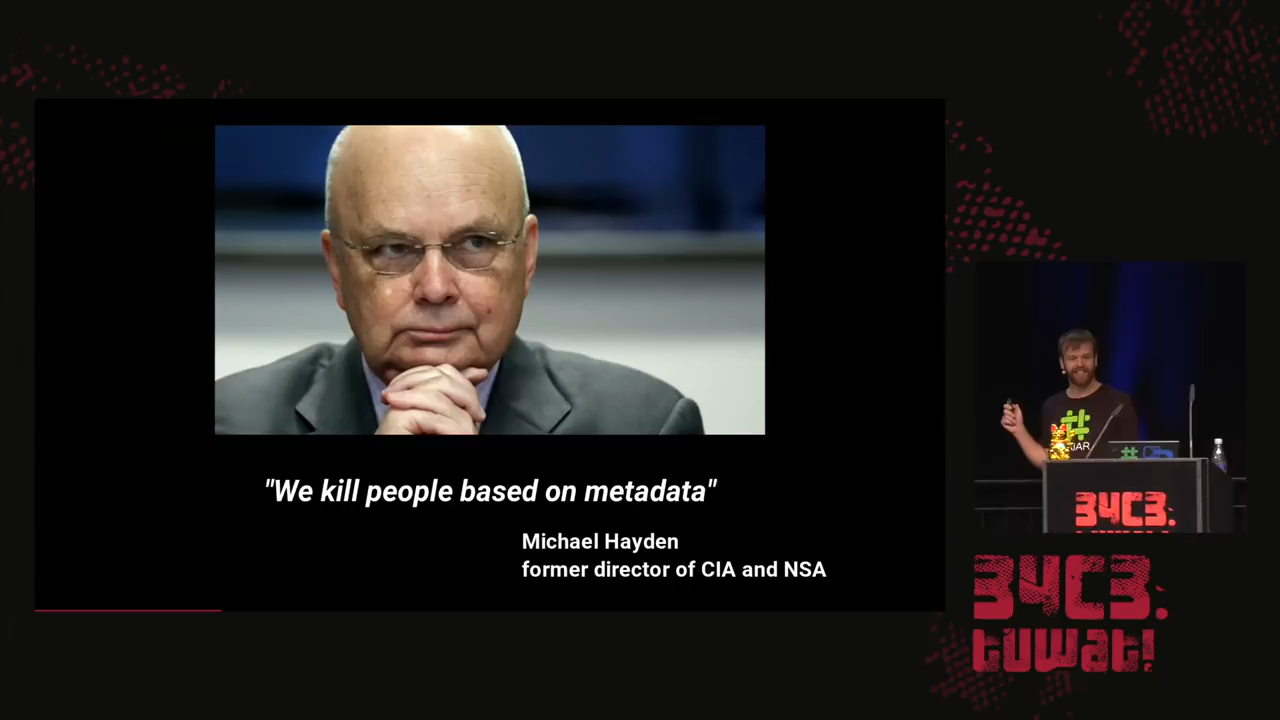 "We kill people based on metadata"
Michael Hayden
former director of CIA and NSA
#
#
34C3.
34C3.
tuwat!